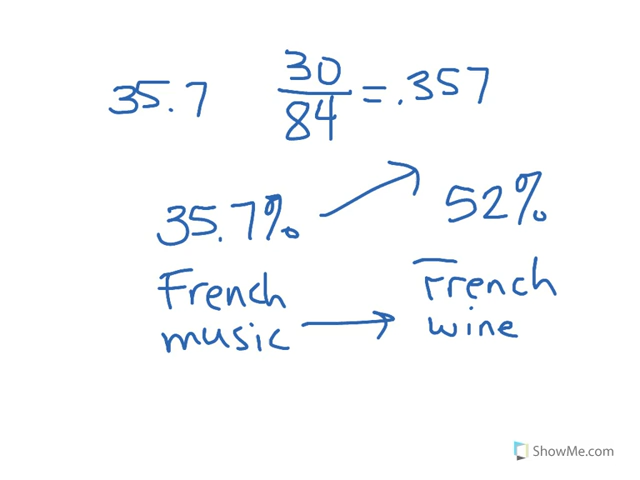 35.7 30/84 = .357
35.7% 52%
French French
music wine
ShowMe.com